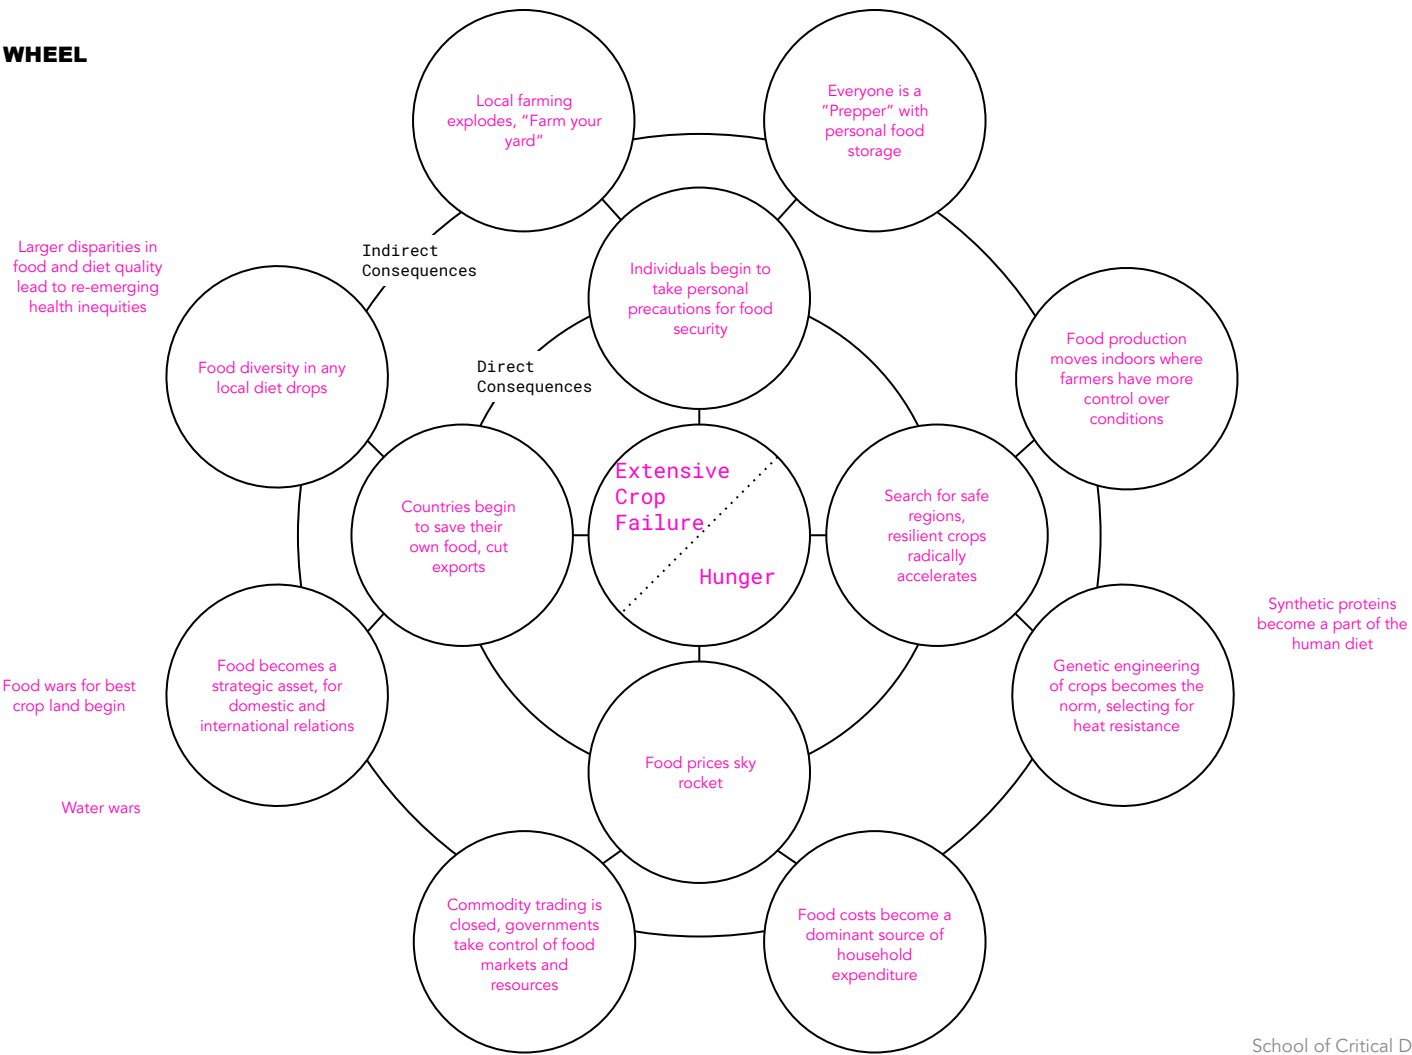 WHEEL
Local farming
explodes, “Farm your
yard”
Everyone is a
“Prepper” with
personal food
storage
Larger disparities in
food and diet quality
lead to re-emerging
health inequities
Indirect
Consequences
Individuals begin to
take personal
precautions for food
security
Food diversity in any
local diet drops
Direct
Consequences
Food production
moves indoors where
farmers have more
control over
conditions
Countries begin
to save their
own food, cut
exports
Extensive
Crop
Failure
Hunger
Search for safe
regions,
resilient crops
radically
accelerates
Synthetic proteins
become a part of the
human diet
Food wars for best
crop land begin
Food becomes a
strategic asset, for
domestic and
international relations
Genetic engineering
of crops becomes the
norm, selecting for
heat resistance
Food prices sky
rocket
Water wars
Commodity trading is
closed, governments
take control of food
markets and
resources
Food costs become a
dominant source of
household
expenditure
School of Critical D